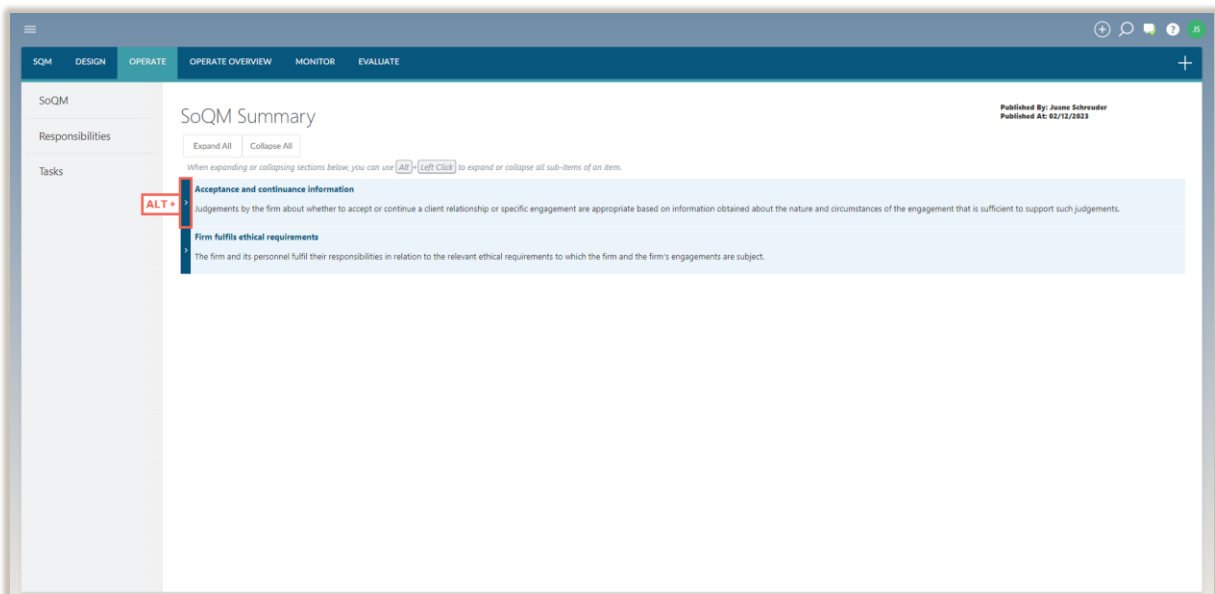 JS
SQM DESIGN OPERATE OPERATE OVERVIEW MONITOR EVALUATE
SoQM
Responsibilities
Tasks
SoQM Summary
Published By: Juane Schreuder
Published At: 02/12/2023
Expand All Collapse All
When expanding or collapsing sections below, you can use Alt + Left Click to expand or collapse all sub-items of an item.
ALT+
Acceptance and continuance information
Judgements by the firm about whether to accept or continue a client relationship or specific engagement are appropriate based on information obtained about the nature and circumstances of the engagement that is sufficient to support such judgements.
Firm fulfils ethical requirements
The firm and its personnel fulfil their responsibilities in relation to the relevant ethical requirements to which the firm and the firm's engagements are subject.